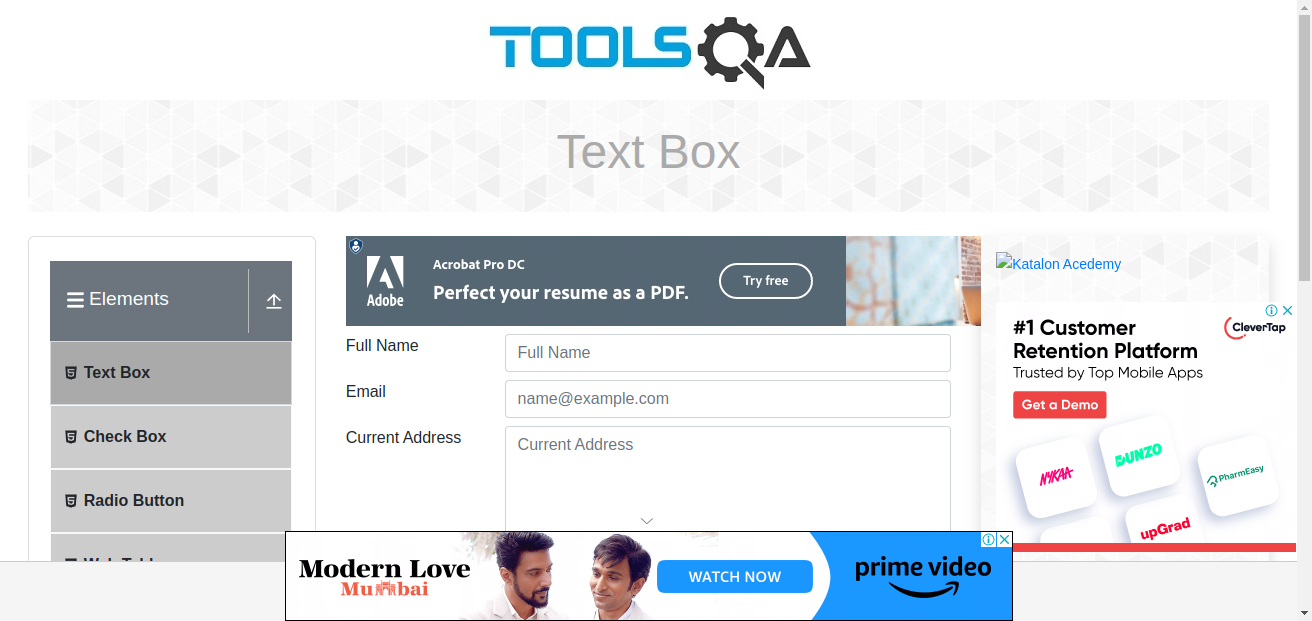 TOOLSQA
Text Box
Elements
Text Box
Check Box
Radio Button
Adobe
Acrobat Pro DC
Perfect your resume as a PDF.
Try free
Full Name
Full Name
Email
name@example.com
Current Address
Current Address
Katalon Acedemy
#1 Customer
Retention Platform
Trusted by Top Mobile Apps
CleverTap
Get a Demo
NYKAA
DUNZO
PharmEasy
upGrad
Modern Love
Mumbai
WATCH NOW
prime video